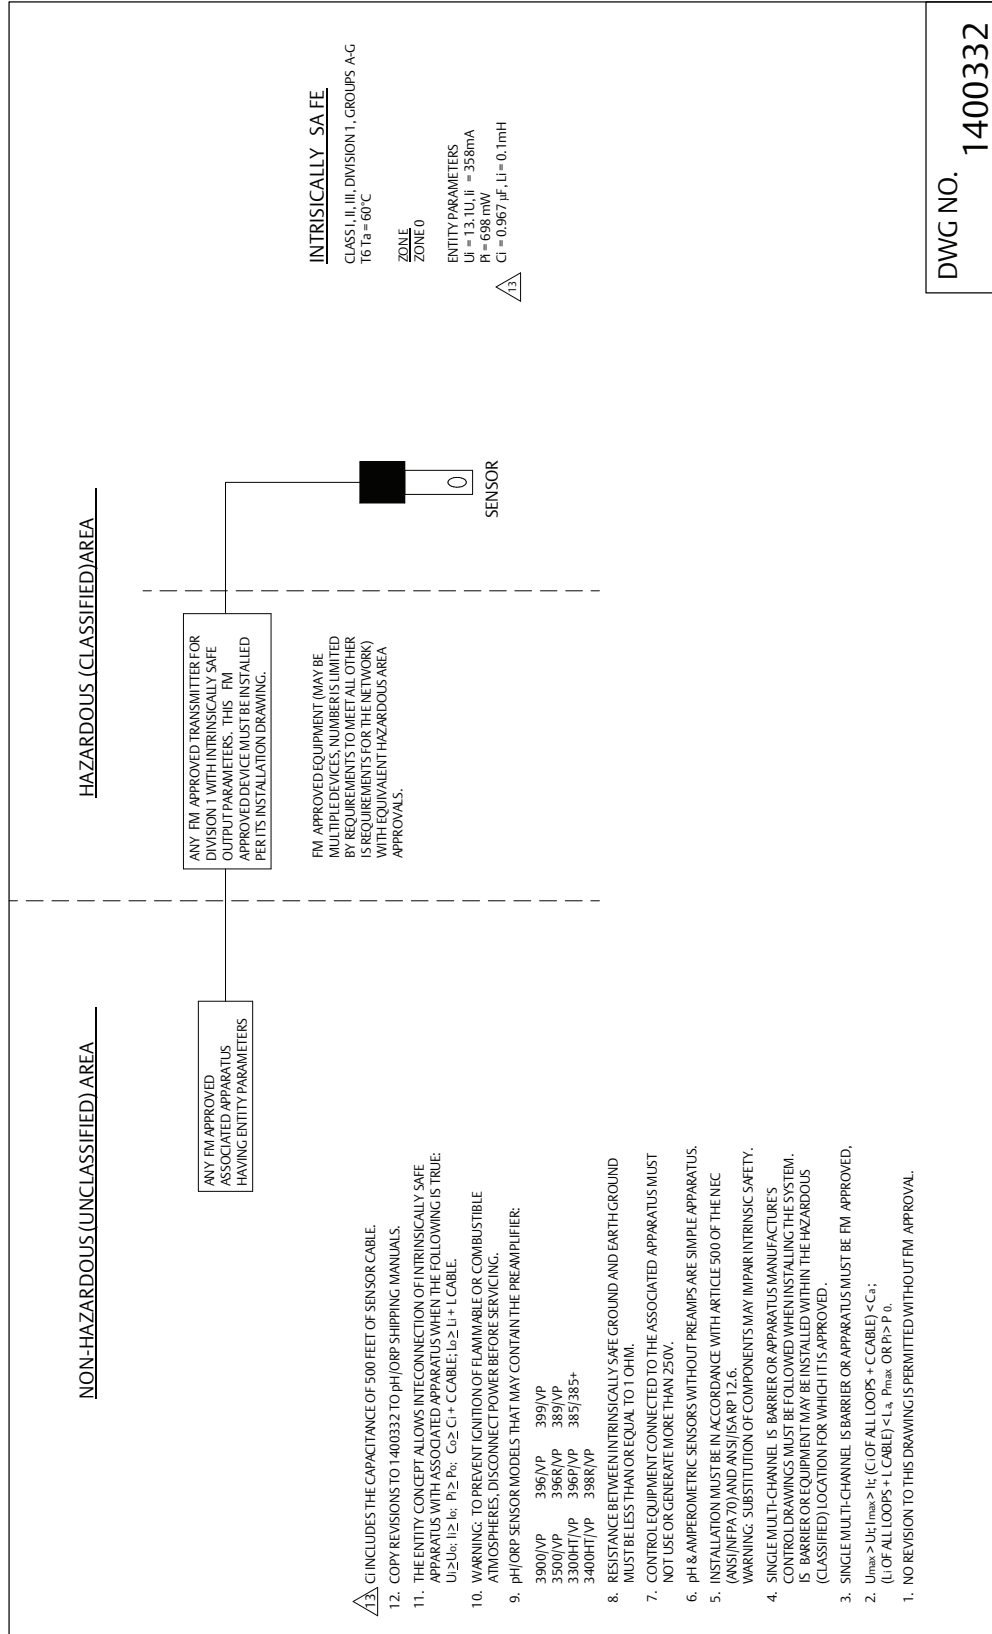 NON-HAZARDOUS (UNCLASSIFIED) AREA
HAZARDOUS (CLASSIFIED) AREA
ANY FM APPROVED
ASSOCIATED APPARATUS
HAVING ENTITY PARAMETERS
ANY FM APPROVED TRANSMITTER FOR
DIVISION 1 WITH INTRINSICALLY SAFE
OUTPUT PARAMETERS. THIS FM
APPROVED DEVICE MUST BE INSTALLED
PER ITS INSTALLATION DRAWING.
FM APPROVED EQUIPMENT (MAY BE
MULTIPLE DEVICES, NUMBER IS LIMITED
BY REQUIREMENTS TO MEET ALL OTHER
IS REQUIREMENTS FOR THE NETWORK)
WITH EQUIVALENT HAZARDOUS AREA
APPROVALS.
SENSOR
INTRISICALLY SA FE
CLASS I, II, III, DIVISION 1, GROUPS A-G
T6 Ta = 60°C
ZONE
ZONE 0
ENTITY PARAMETERS
Ui = 13.1U, Ii = 358mA
Pi = 698 mW
Ci = 0.967 µF, Li = 0.1mH
13
13 Ci INCLUDES THE CAPACITANCE OF 500 FEET OF SENSOR CABLE.
12. COPY REVISIONS TO 1400332 TO pH/ORP SHIPPING MANUALS.
11. THE ENTITY CONCEPT ALLOWS INTECONNECTION OF INTRINSICALLY SAFE
APPARATUS WITH ASSOCIATED APPARATUS WHEN THE FOLLOWING IS TRUE:
Ui ≥ Uo; Ii ≥ Io; Pi ≥ Po; Co ≥ Ci + C CABLE; Lo ≥ Li + L CABLE.
10. WARNING: TO PREVENT IGNITION OF FLAMMABLE OR COMBUSTIBLE
ATMOSPHERES, DISCONNECT POWER BEFORE SERVICING.
9. pH/ORP SENSOR MODELS THAT MAY CONTAIN THE PREAMPLIFIER:
3900/VP 396/VP 399/VP
3500/VP 396R/VP 389/VP
3300HT/VP 396P/VP 385/385+
3400HT/VP 398R/VP
8. RESISTANCE BETWEEN INTRINSICALLY SAFE GROUND AND EARTH GROUND
MUST BE LESS THAN OR EQUAL TO 1 OHM.
7. CONTROL EQUIPMENT CONNECTED TO THE ASSOCIATED APPARATUS MUST
NOT USE OR GENERATE MORE THAN 250V.
6. pH & AMPEROMETRIC SENSORS WITHOUT PREAMPS ARE SIMPLE APPARATUS.
5. INSTALLATION MUST BE IN ACCORDANCE WITH ARTICLE 500 OF THE NEC
(ANSI/NFPA 70) AND ANSI/ISA RP 12.6.
WARNING: SUBSTITUTION OF COMPONENTS MAY IMPAIR INTRINSIC SAFETY.
4. SINGLE MULTI-CHANNEL IS BARRIER OR APPARATUS MANUFACTURE'S
CONTROL DRAWINGS MUST BE FOLLOWED WHEN INSTALLING THE SYSTEM.
IS BARRIER OR EQUIPMENT MAY BE INSTALLED WITHIN THE HAZARDOUS
(CLASSIFIED) LOCATION FOR WHICH IT IS APPROVED.
3. SINGLE MULTI-CHANNEL IS BARRIER OR APPARATUS MUST BE FM APPROVED,
2. Umax > Ut; Imax > It; (Ci OF ALL LOOPS + C CABLE) < Ca;
(Li OF ALL LOOPS + L CABLE) < La, Pmax OR Pi > P o.
1. NO REVISION TO THIS DRAWING IS PERMITTED WITHOUT FM APPROVAL.
DWG NO.
1400332